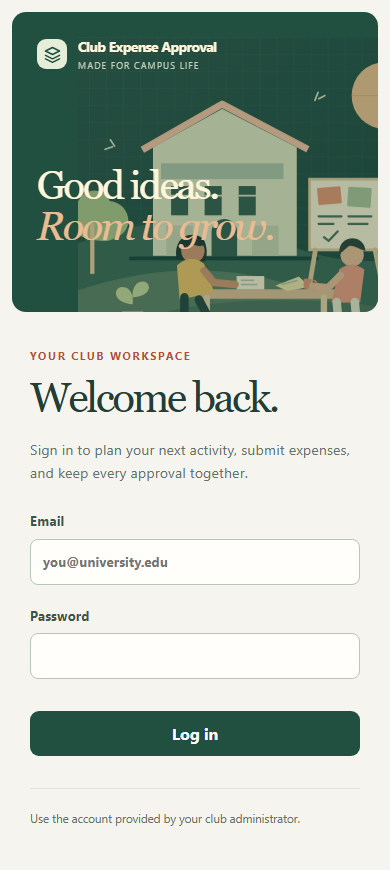 Club Expense Approval
MADE FOR CAMPUS LIFE
Good ideas.
Room to grow.
YOUR CLUB WORKSPACE
Welcome back.
Sign in to plan your next activity, submit expenses,
and keep every approval together.
Email
you@university.edu
Password
Log in
Use the account provided by your club administrator.